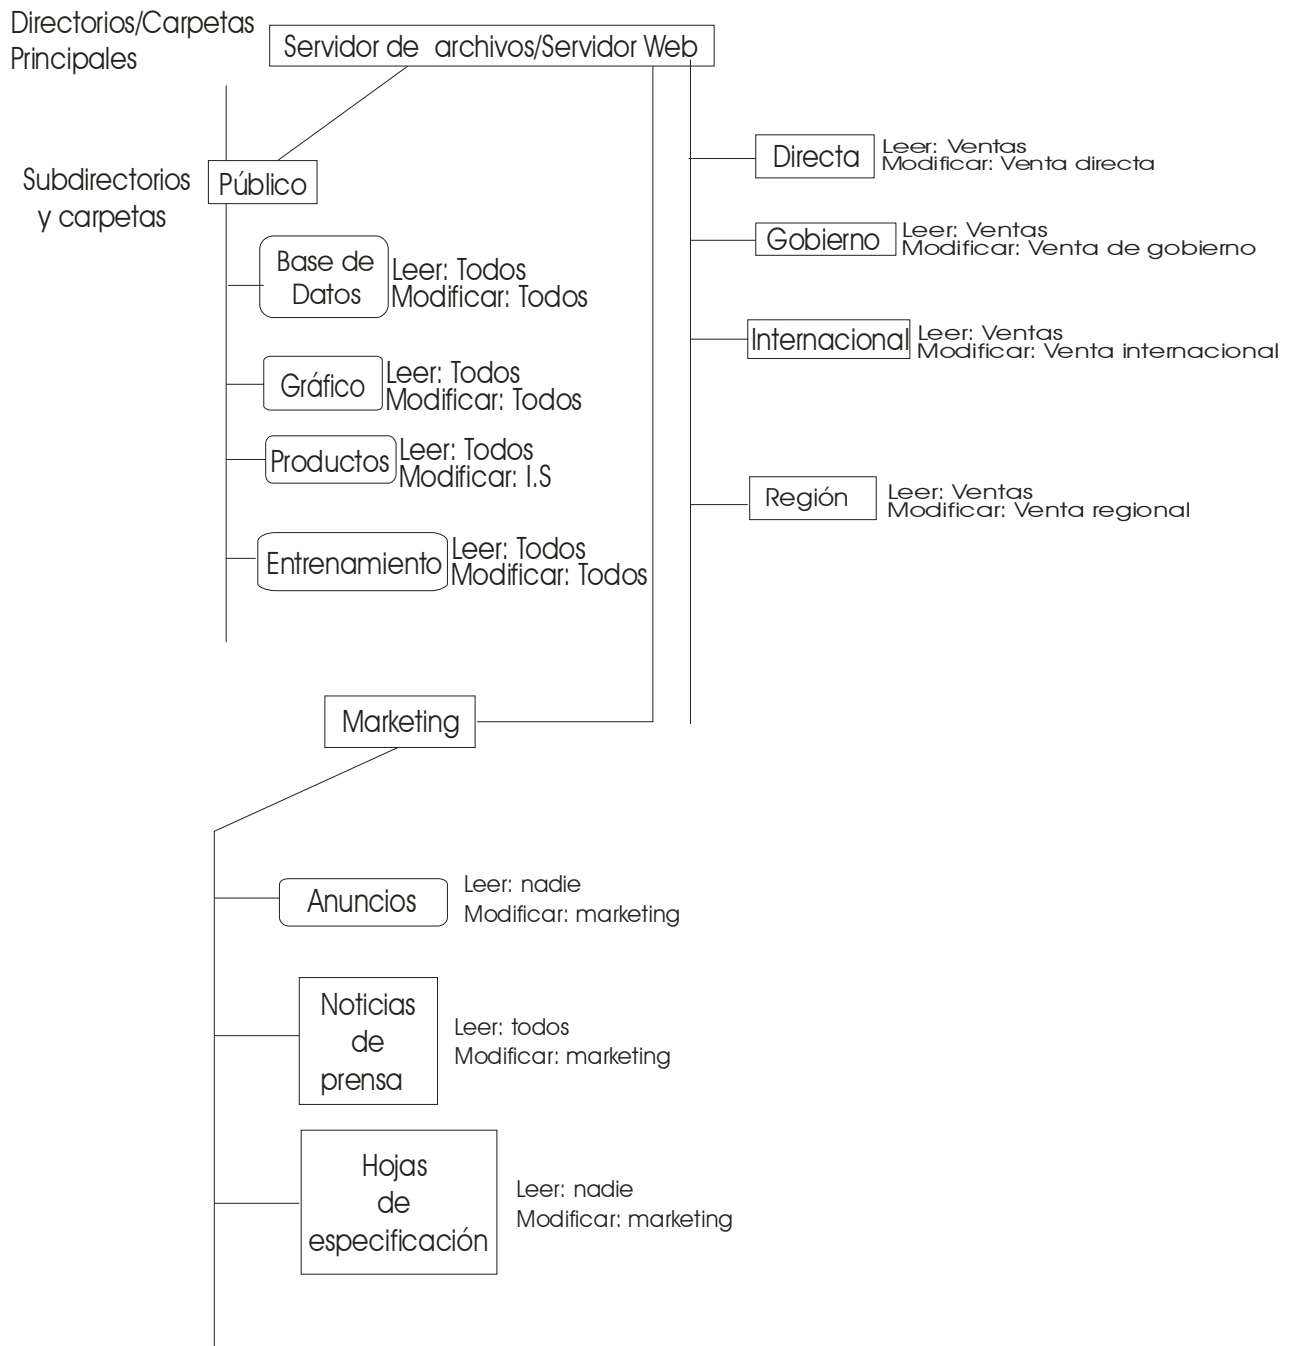 Directorios/Carpetas
Principales
Servidor de archivos/Servidor Web
Subdirectorios
y carpetas
Público
Base de
Datos
Leer: Todos
Modificar: Todos
Gráfico
Leer: Todos
Modificar: Todos
Productos
Leer: Todos
Modificar: I.S
Entrenamiento
Leer: Todos
Modificar: Todos
Directa
Leer: Ventas
Modificar: Venta directa
Gobierno
Leer: Ventas
Modificar: Venta de gobierno
Internacional
Leer: Ventas
Modificar: Venta internacional
Región
Leer: Ventas
Modificar: Venta regional
Marketing
Anuncios
Leer: nadie
Modificar: marketing
Noticias
de
prensa
Leer: todos
Modificar: marketing
Hojas
de
especificación
Leer: nadie
Modificar: marketing